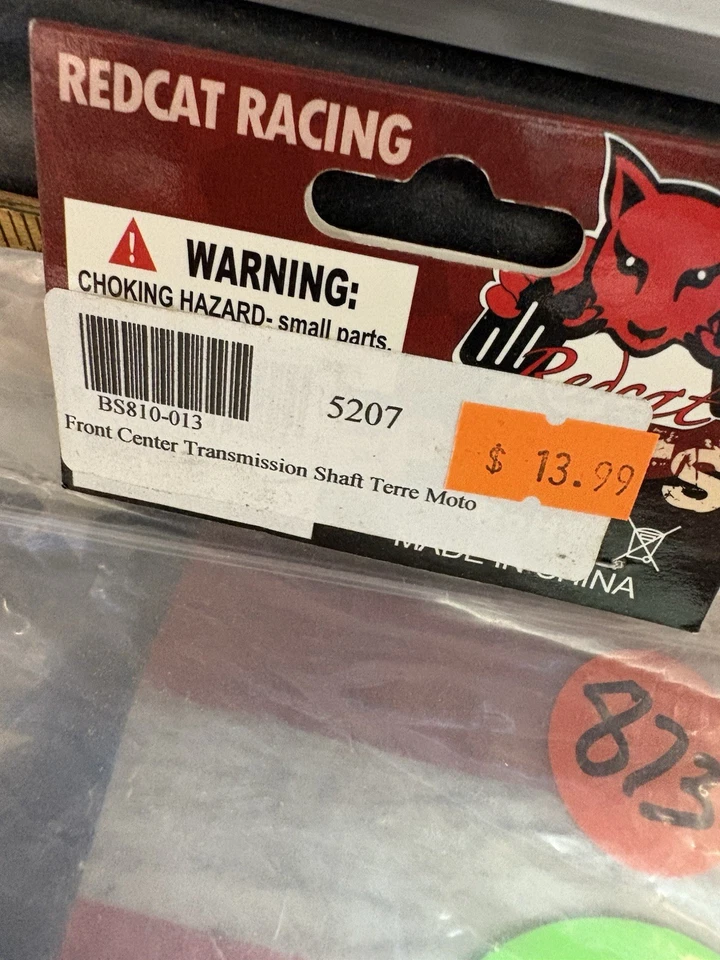 REDCAT RACING
WARNING:
CHOKING HAZARD- small parts.
Redcat
BS810-013
5207
Front Center Transmission Shaft Terre Moto
$ 13.99
S
MADE IN CHINA
873